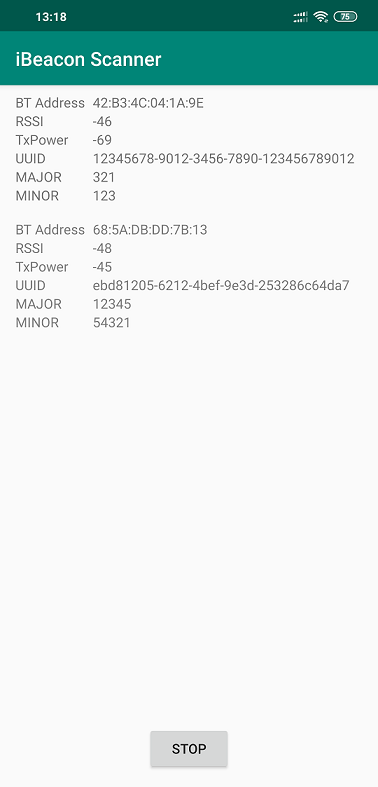 13:18 75
iBeacon Scanner
BT Address 42:B3:4C:04:1A:9E
RSSI -46
TxPower -69
UUID 12345678-9012-3456-7890-123456789012
MAJOR 321
MINOR 123
BT Address 68:5A:DB:DD:7B:13
RSSI -48
TxPower -45
UUID ebd81205-6212-4bef-9e3d-253286c64da7
MAJOR 12345
MINOR 54321
STOP